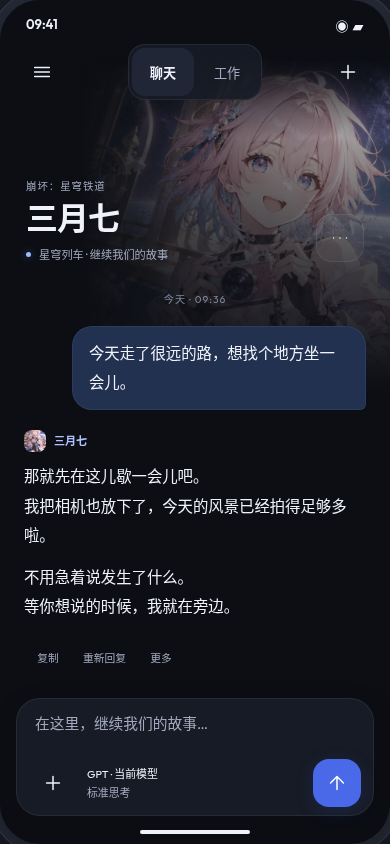 09:41
聊天 工作
崩坏：星穹铁道
三月七
星穹列车·继续我们的故事
···
今天 · 09:36
今天走了很远的路，想找个地方坐一
会儿。
三月七
那就先在这儿歇一会儿吧。
我把相机也放下了，今天的风景已经拍得足够多
啦。
不用急着说发生了什么。
等你想说的时候，我就在旁边。
复制 重新回复 更多
在这里，继续我们的故事…
GPT·当前模型
标准思考